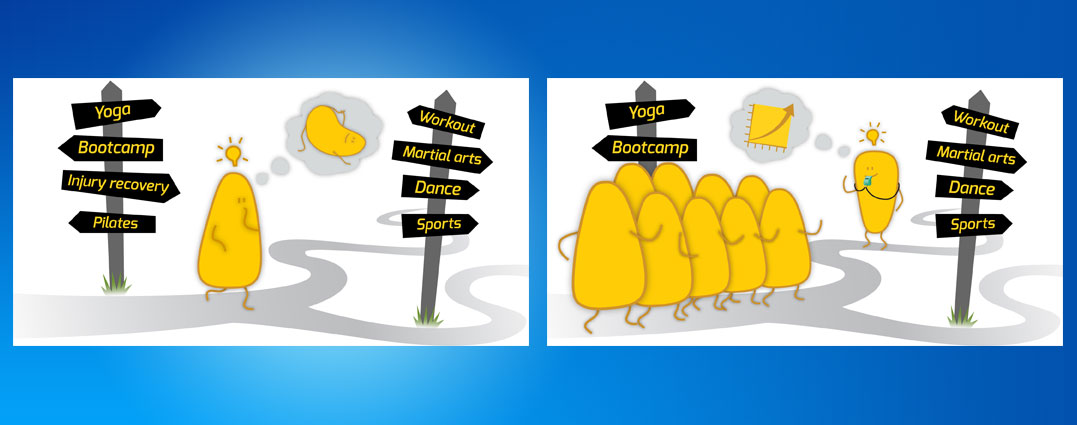 Yoga
Bootcamp
Injury recovery
Pilates
Workout
Martial arts
Dance
Sports
Yoga
Bootcamp
Workout
Martial arts
Dance
Sports